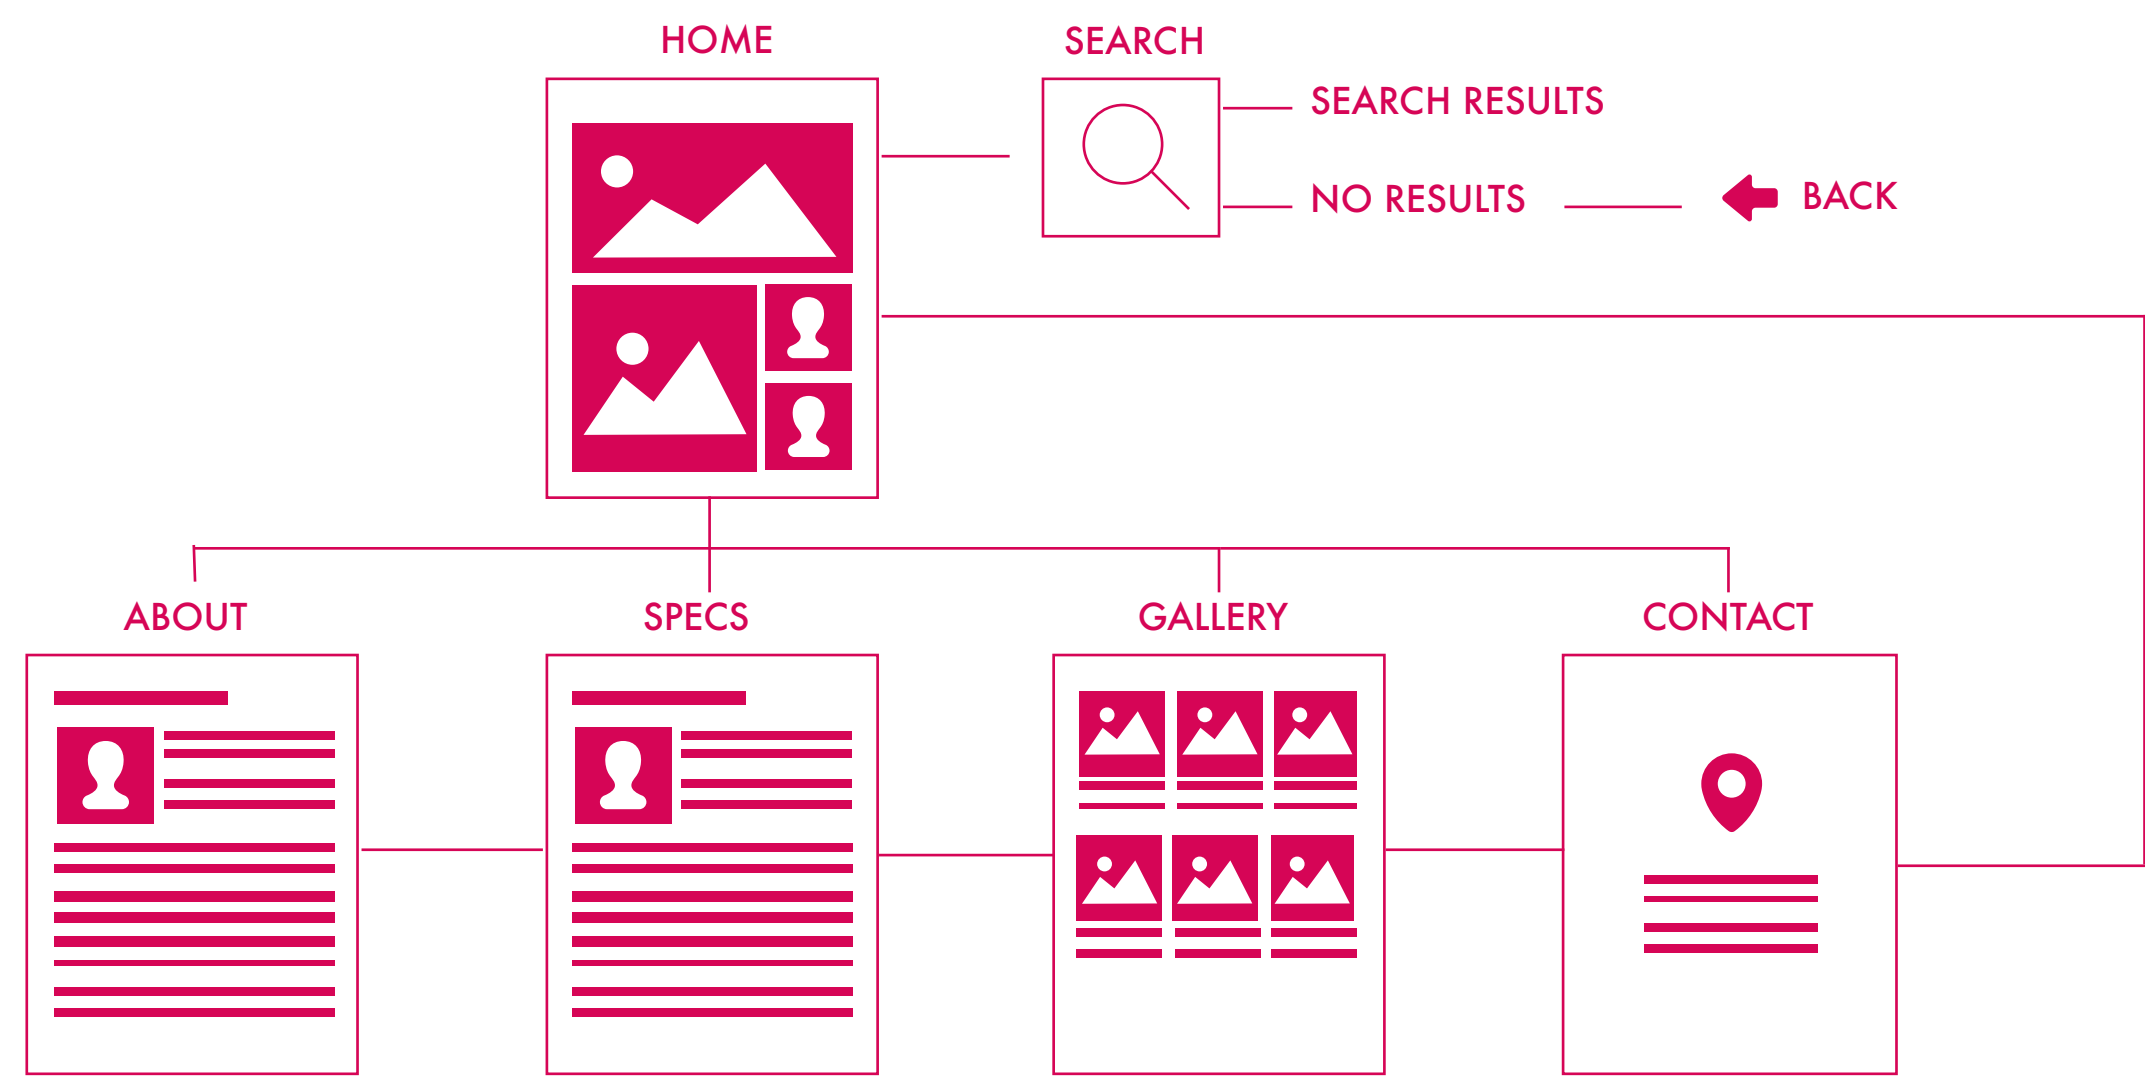 HOME
SEARCH
SEARCH RESULTS
NO RESULTS
BACK
ABOUT
SPECS
GALLERY
CONTACT